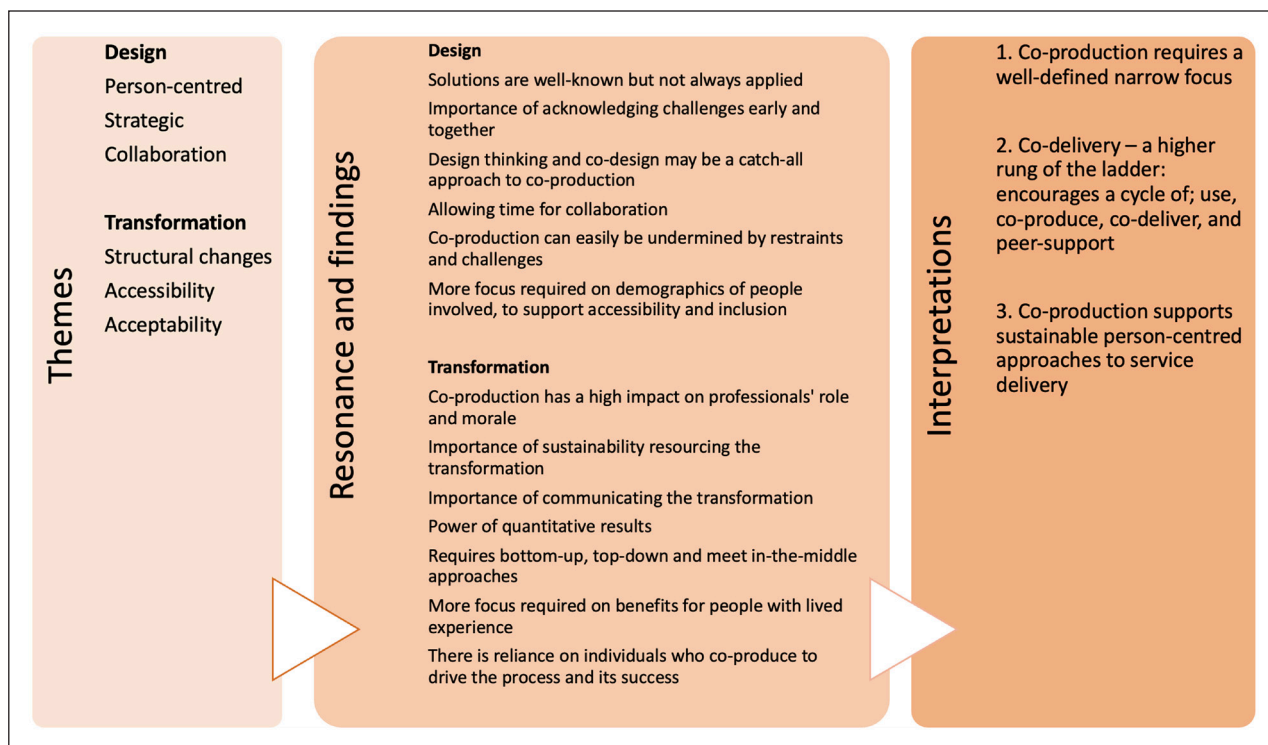 Themes
Design
Person-centred
Strategic
Collaboration
Transformation
Structural changes
Accessibility
Acceptability
Resonance and findings
Design
Solutions are well-known but not always applied
Importance of acknowledging challenges early and
together
Design thinking and co-design may be a catch-all
approach to co-production
Allowing time for collaboration
Co-production can easily be undermined by restraints
and challenges
More focus required on demographics of people
involved, to support accessibility and inclusion
Transformation
Co-production has a high impact on professionals' role
and morale
Importance of sustainability resourcing the
transformation
Importance of communicating the transformation
Power of quantitative results
Requires bottom-up, top-down and meet in-the-middle
approaches
More focus required on benefits for people with lived
experience
There is reliance on individuals who co-produce to
drive the process and its success
Interpretations
1. Co-production requires a
well-defined narrow focus
2. Co-delivery – a higher
rung of the ladder:
encourages a cycle of; use,
co-produce, co-deliver, and
peer-support
3. Co-production supports
sustainable person-centred
approaches to service
delivery